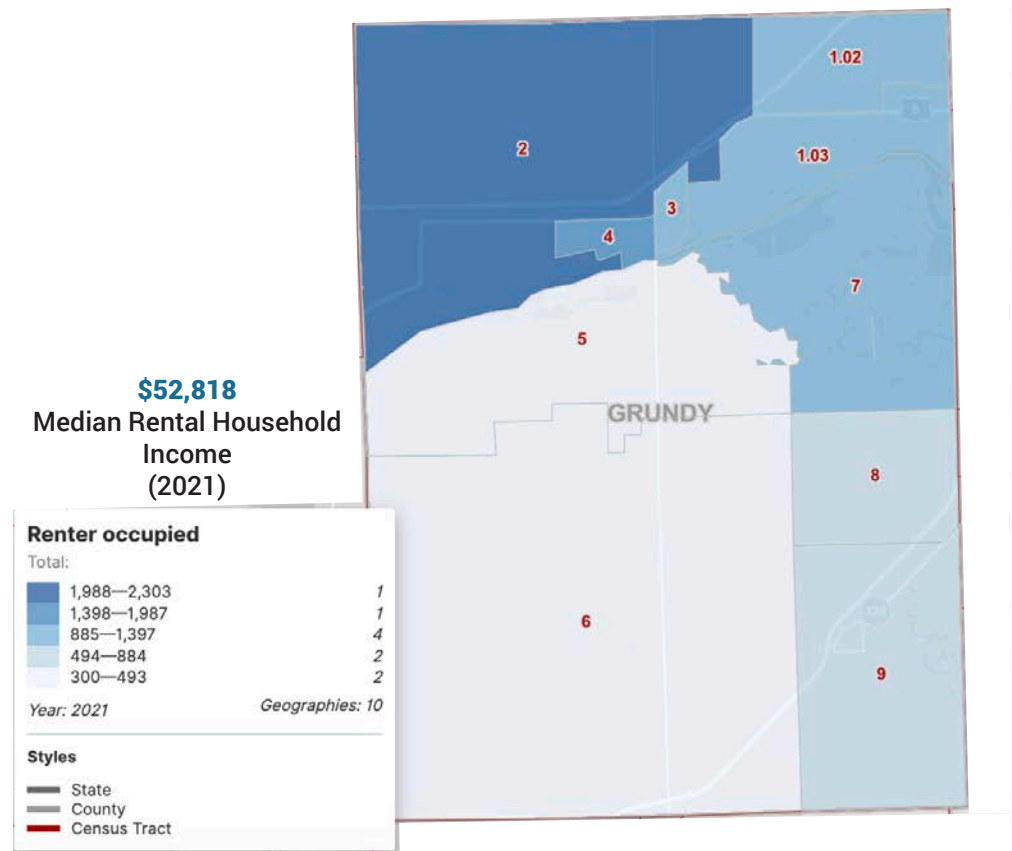 1.02
2
1.03
3
4
7
5
GRUNDY
8
6
9
$52,818
Median Rental Household
Income
(2021)
Renter occupied
Total:
1,988—2,303 1
1,398—1,987 1
885—1,397 4
494—884 2
300—493 2
Year: 2021 Geographies: 10
Styles
State
County
Census Tract